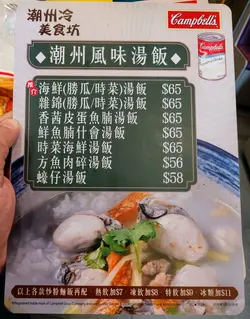 潮州冷
美食坊
Campbell's
潮州風味湯飯
推介
海鮮(勝瓜/時菜)湯飯 $65
雜錦(勝瓜/時菜)湯飯 $65
香茜皮蛋魚腩湯飯 $65
鮮魚腩什會湯飯 $65
時菜海鮮湯飯 $65
方魚肉碎湯飯 $56
蠔仔湯飯 $58
以上各款炒粉麵飯再配 熱飲加$7 凍飲加$8 特飲加$9 冰類加$11